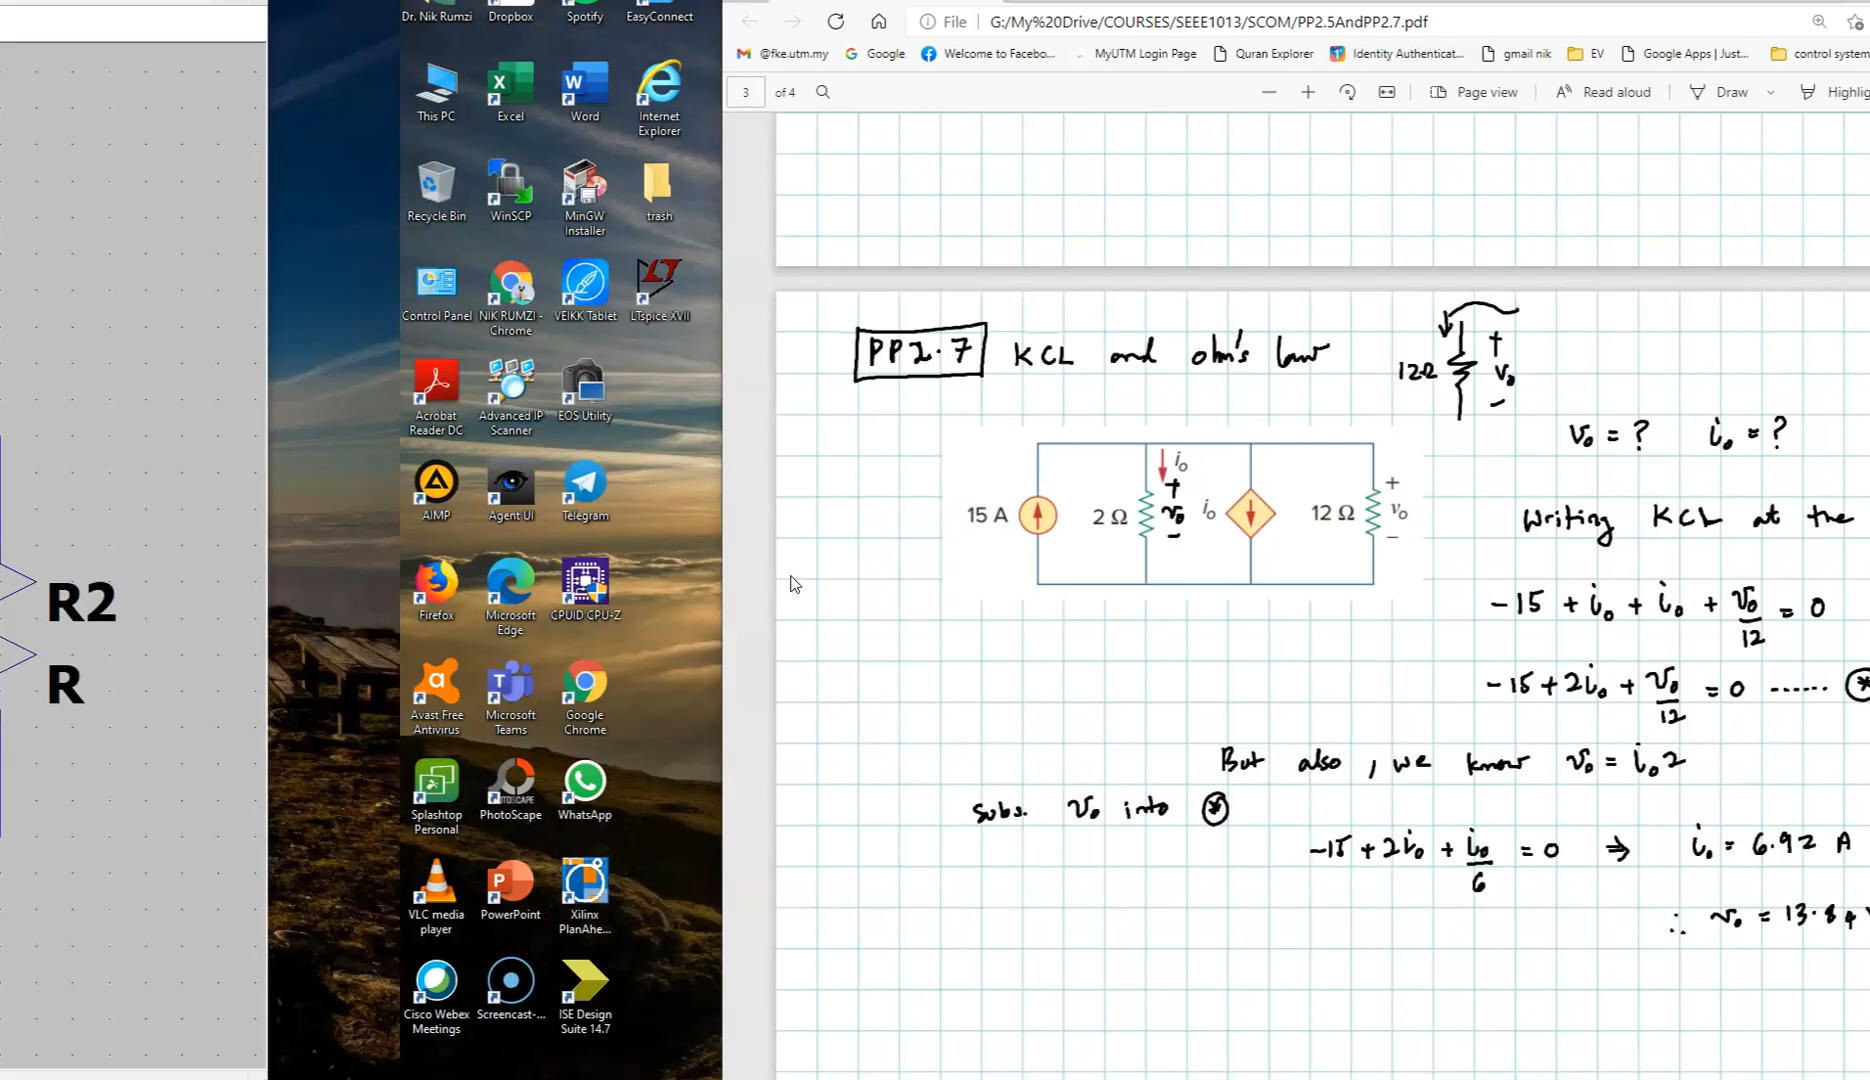 R2
R
Dr. Nik Rumzi
Dropbox
Spotify
EasyConnect
This PC
Excel
Word
Internet Explorer
Recycle Bin
WinSCP
MinGW Installer
trash
Control Panel
NIK RUMZI - Chrome
VEIKK Tablet
LTspice XVII
Acrobat Reader DC
Advanced IP Scanner
EOS Utility
AIMP
Agent UI
Telegram
Firefox
Microsoft Edge
CPUID CPU-Z
Avast Free Antivirus
Microsoft Teams
Google Chrome
Splashtop Personal
PhotoScape
WhatsApp
VLC media player
PowerPoint
Xilinx PlanAhe...
Cisco Webex Meetings
Screencast-...
ISE Design Suite 14.7
File G:/My%20Drive/COURSES/SEEE1013/SCOM/PP2.5AndPP2.7.pdf
@fke.utm.my Google Welcome to Facebo... MyUTM Login Page Quran Explorer Identity Authenticat... gmail nik EV Google Apps | Just... control system
3 of 4 Page view Read aloud Draw Highlig
PP2.7 KCL and ohm's law
12Ω + v₀ −
v₀ = ? i₀ = ?
15 A 2 Ω i₀ + v₀ − i₀ 12 Ω + v₀ −
Writing KCL at the
-15 + i₀ + i₀ + v₀/12 = 0
-15 + 2i₀ + v₀/12 = 0 ...... *
But also, we know v₀ = i₀2
Subs. v₀ into *
-15 + 2i₀ + i₀/6 = 0 ⇒ i₀ = 6.92 A
∴ v₀ = 13.84 V